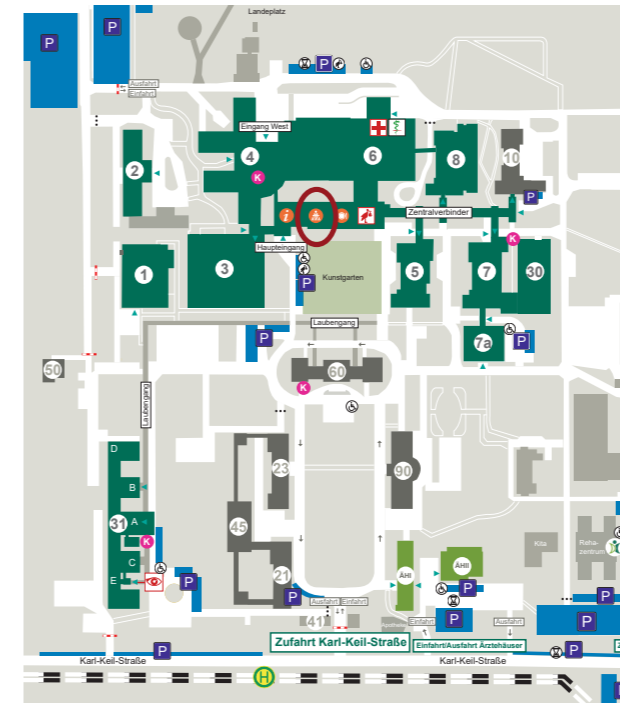 Landeplatz
P
P
P
Ausfahrt
Einfahrt
Eingang West
4
6
8
10
2
K
P
Zentralverbinder
i
K
Haupteingang
1
3
P
Kunstgarten
5
7
30
Laubengang
P
P
7a
50
60
K
Laubengang
D
B
31
A
K
C
E
23
45
21
90
P
P
ÄHI
ÄHII
P
Kita
Reha-
zentrum
41
Ausfahrt
Einfahrt
Apotheke
Einfahrt
P
Ausfahrt
P
Zufahrt Karl-Keil-Straße
Einfahrt/Ausfahrt Ärztehäuser
Z
Karl-Keil-Straße
P
Karl-Keil-Straße
P
H